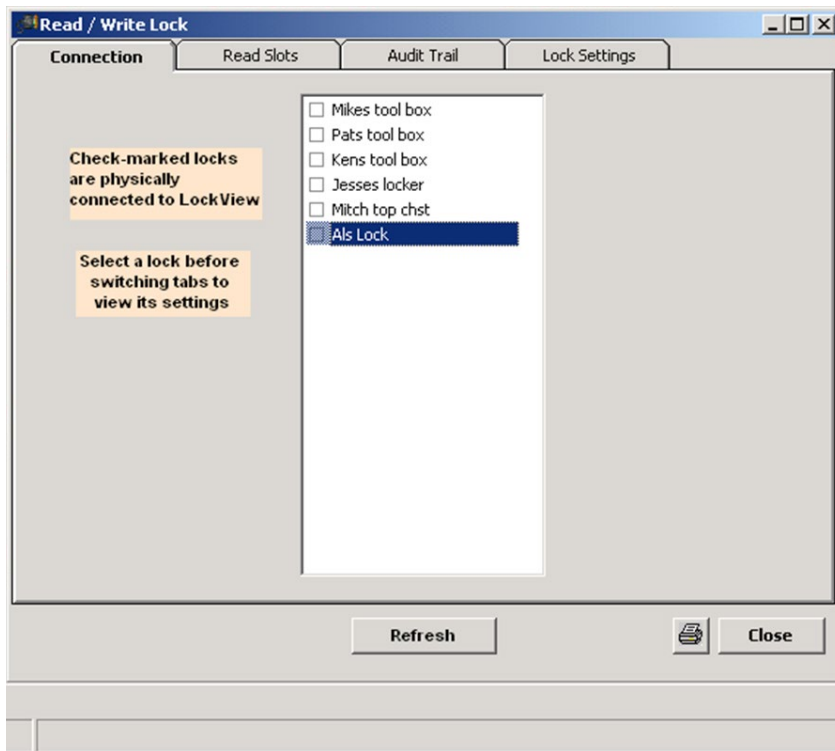 Read / Write Lock
Connection
Read Slots
Audit Trail
Lock Settings
Check-marked locks
are physically
connected to LockView
Select a lock before
switching tabs to
view its settings
Mikes tool box
Pats tool box
Kens tool box
Jesses locker
Mitch top chst
Als Lock
Refresh
Close